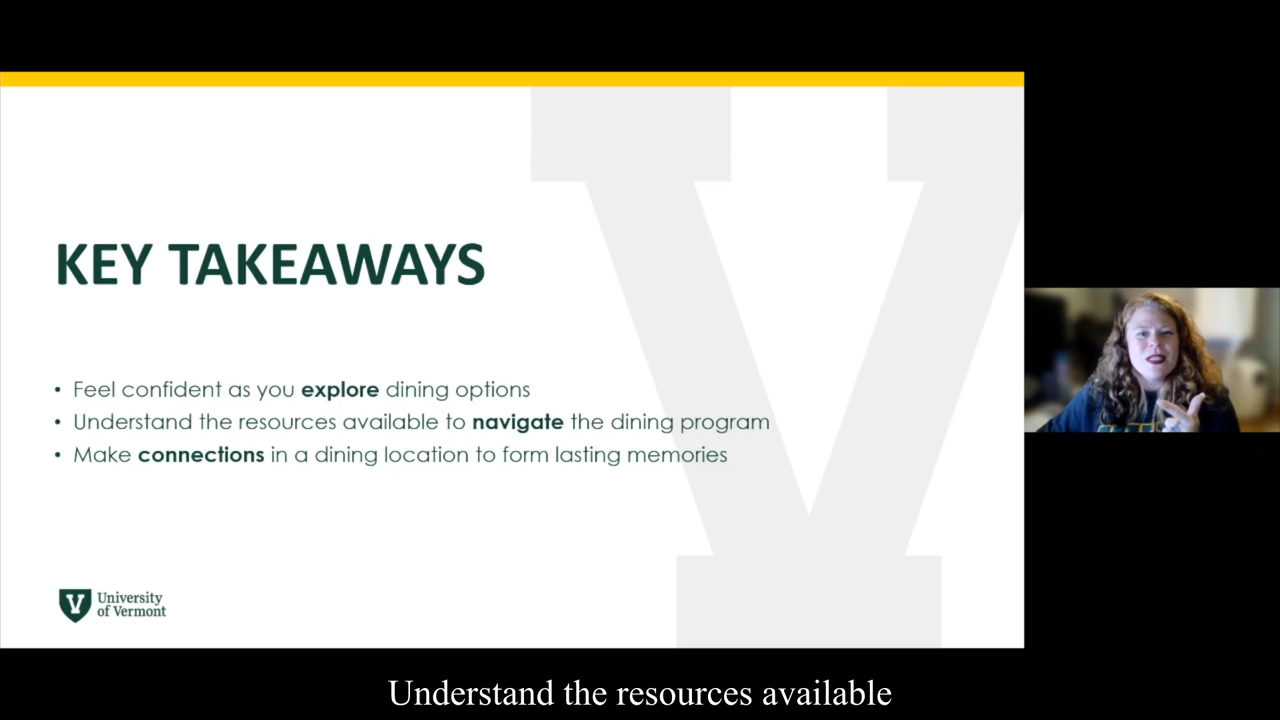 KEY TAKEAWAYS
• Feel confident as you explore dining options
• Understand the resources available to navigate the dining program
• Make connections in a dining location to form lasting memories
V
University
of Vermont
Understand the resources available